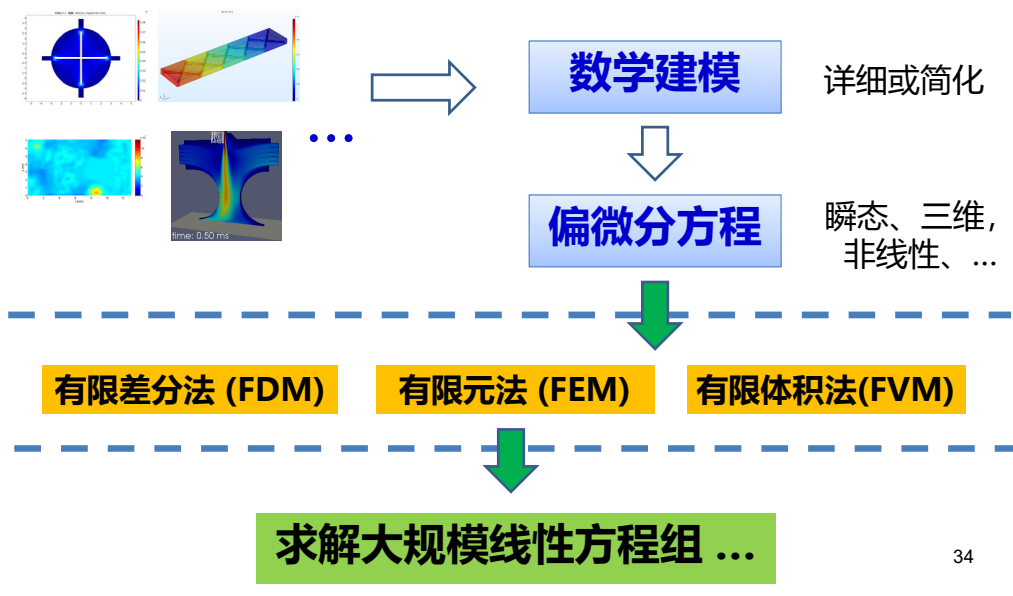 数学建模
详细或简化
...
偏微分方程
瞬态、三维，
非线性、...
time: 0.50 ms
有限差分法 (FDM)
有限元法 (FEM)
有限体积法(FVM)
求解大规模线性方程组 ...
34